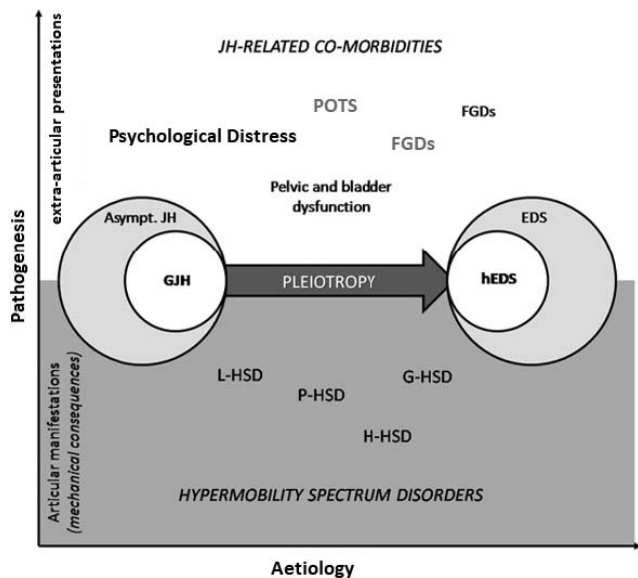 JH-RELATED CO-MORBIDITIES
POTS
FGDs
Psychological Distress
FGDs
Pelvic and bladder
dysfunction
Asympt. JH
EDS
GJH
PLEIOTROPY
hEDS
L-HSD
G-HSD
P-HSD
H-HSD
HYPERMOBILITY SPECTRUM DISORDERS
Pathogenesis
extra-articular presentations
Articular manifestations
(mechanical consequences)
Aetiology